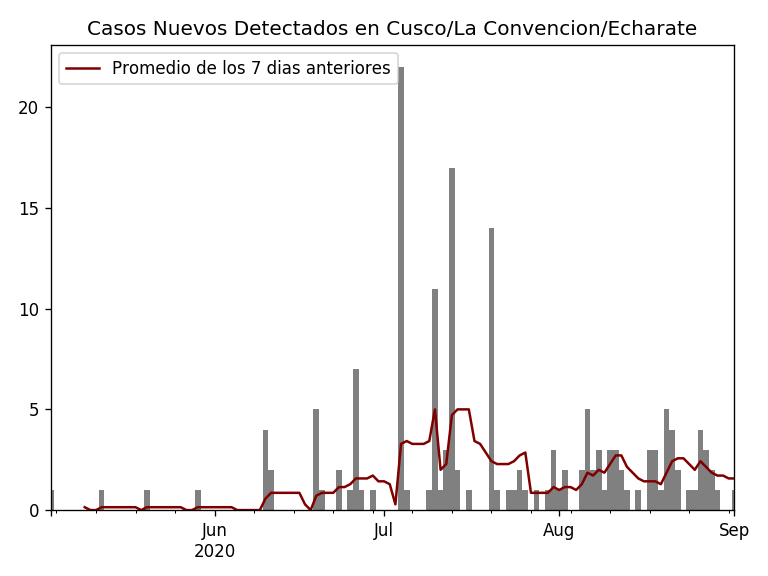 Casos Nuevos Detectados en Cusco/La Convencion/Echarate
Promedio de los 7 dias anteriores
20
15
10
5
0
Jun
2020
Jul
Aug
Sep